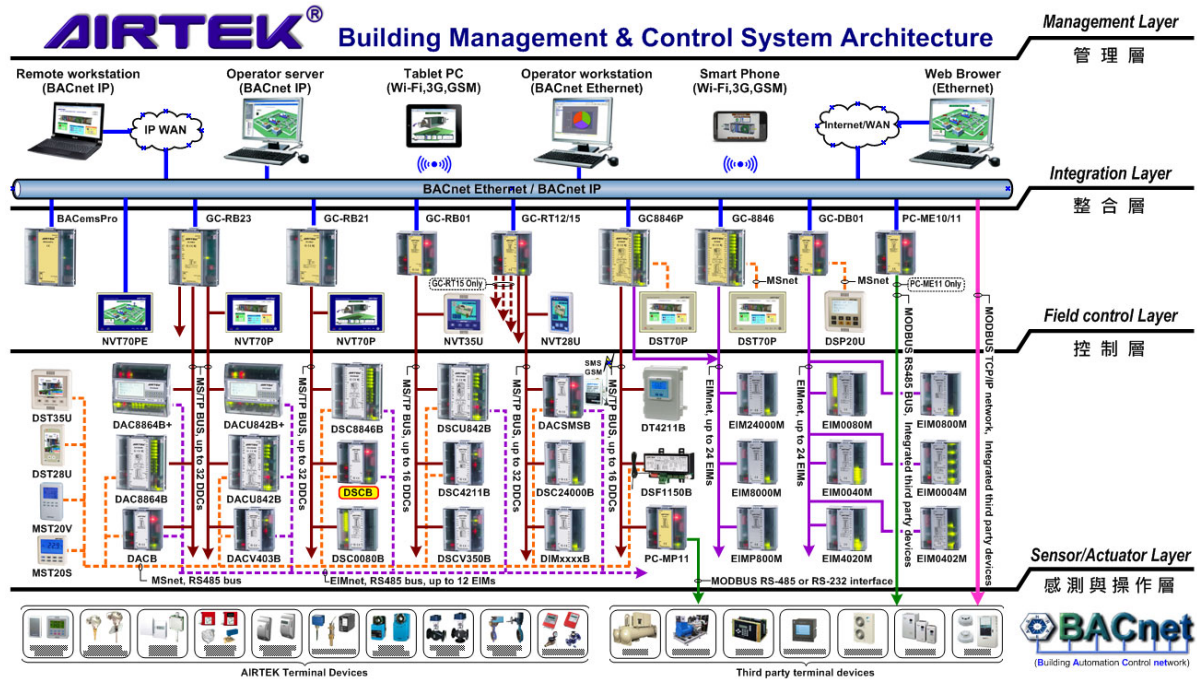 AIRTEK®
Building Management & Control System Architecture
Management Layer
管理層
Remote workstation
(BACnet IP)
Operator server
(BACnet IP)
Tablet PC
(Wi-Fi,3G,GSM)
Operator workstation
(BACnet Ethernet)
Smart Phone
(Wi-Fi,3G,GSM)
Web Brower
(Ethernet)
IP WAN
Internet/WAN
BACnet Ethernet / BACnet IP
Integration Layer
整合層
BACemsPro
GC-RB23
GC-RB21
GC-RB01
GC-RT12/15
GC8846P
GC-8846
GC-DB01
PC-ME10/11
GC-RT15 Only
MSnet
MSnet
PC-ME11 Only
NVT70PE
NVT70P
NVT70P
NVT35U
NVT28U
DST70P
DST70P
DSP20U
Field control Layer
控制層
MS/TP BUS, up to 32 DDCs
MS/TP BUS, up to 16 DDCs
MS/TP BUS, up to 32 DDCs
MS/TP BUS, up to 16 DDCs
EIMnet, up to 24 EIMs
EIMnet, up to 24 EIMs
MODBUS RS485 BUS, Integrated third party devices
MODBUS TCP/IP network, Integrated third party devices
SMS
GSM
DST35U
DAC8864B+
DACU842B+
DSC8846B
DSCU842B
DACSMSB
DT4211B
EIM24000M
EIM0080M
EIM0800M
DST28U
DAC8864B
DACU842B
DSCB
DSC4211B
DSC24000B
DSF1150B
EIM8000M
EIM0040M
EIM0004M
MST20V
MST20S
DACB
DACV403B
DSC0080B
DSCV350B
DIMxxxxB
PC-MP11
EIMP800M
EIM4020M
EIM0402M
MSnet, RS485 bus
EIMnet, RS485 bus, up to 12 EIMs
MODBUS RS-485 or RS-232 interface
Sensor/Actuator Layer
感測與操作層
AIRTEK Terminal Devices
Third party terminal devices
BACnet
(Building Automation Control network)